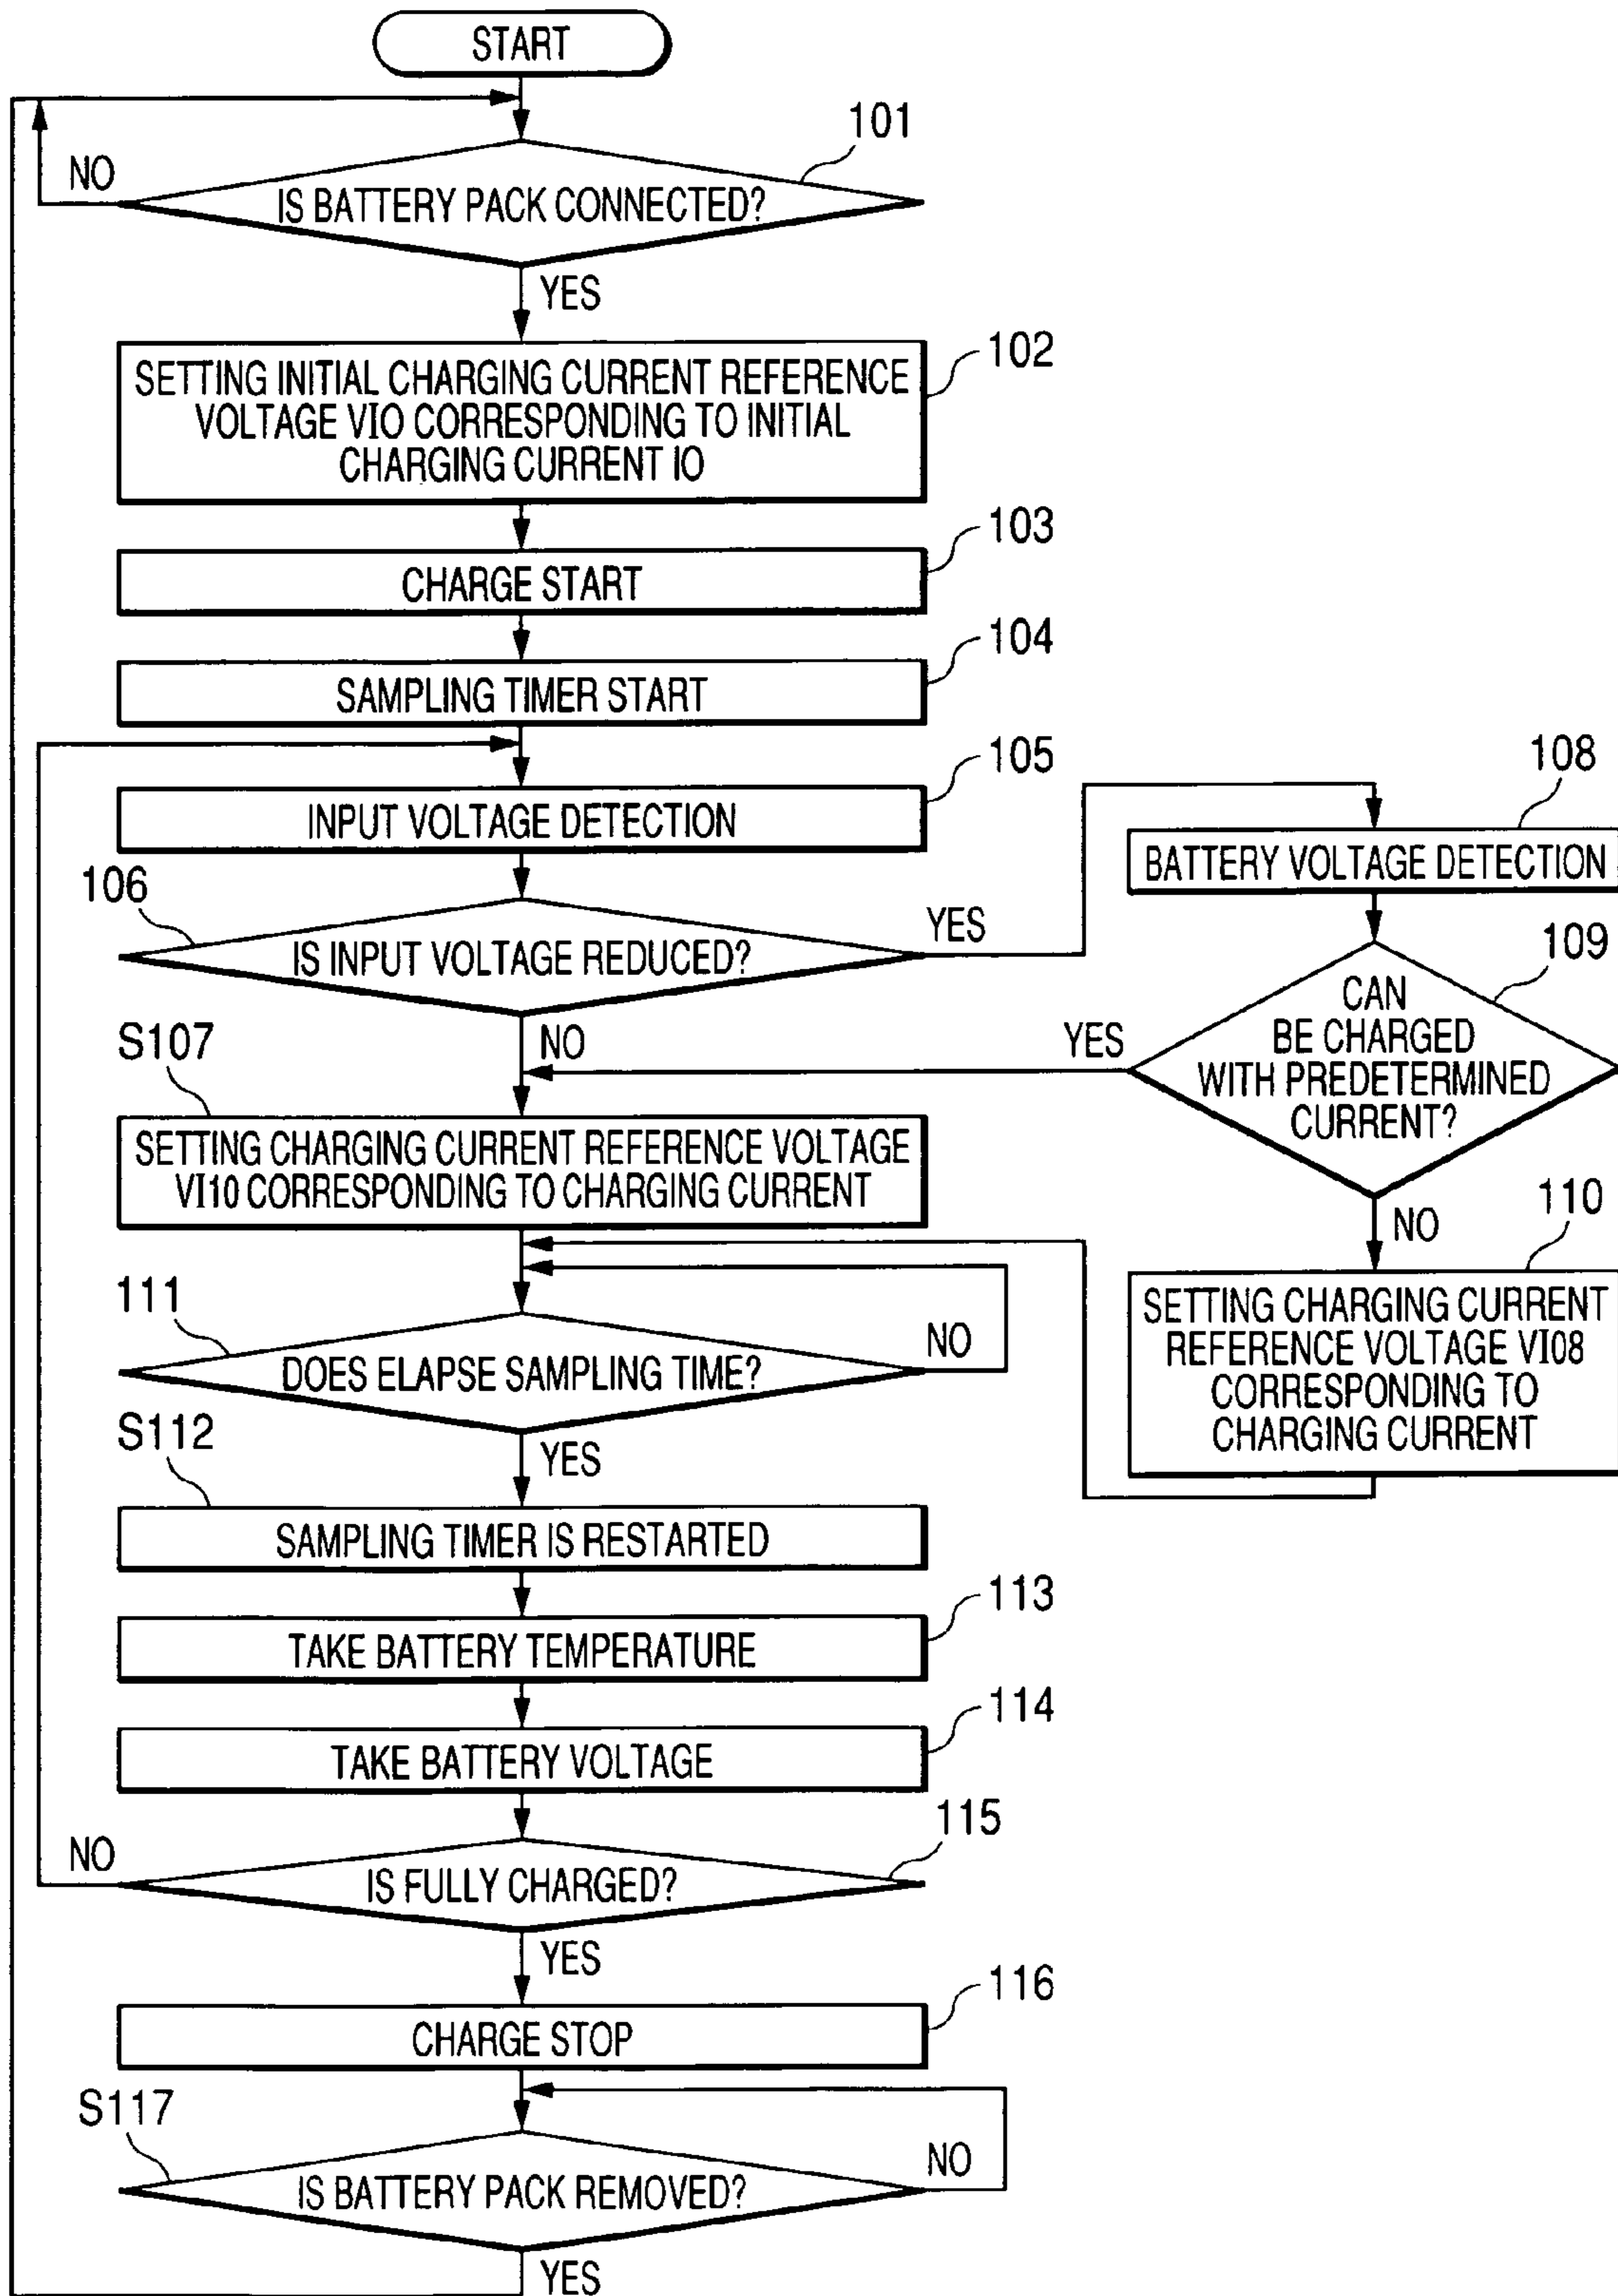 START
101
NO
IS BATTERY PACK CONNECTED?
YES
102
SETTING INITIAL CHARGING CURRENT REFERENCE
VOLTAGE VIO CORRESPONDING TO INITIAL
CHARGING CURRENT IO
103
CHARGE START
104
SAMPLING TIMER START
105
INPUT VOLTAGE DETECTION
106
IS INPUT VOLTAGE REDUCED?
YES
NO
108
BATTERY VOLTAGE DETECTION
109
CAN
BE CHARGED
WITH PREDETERMINED
CURRENT?
YES
NO
S107
SETTING CHARGING CURRENT REFERENCE VOLTAGE
VI10 CORRESPONDING TO CHARGING CURRENT
110
SETTING CHARGING CURRENT
REFERENCE VOLTAGE VI08
CORRESPONDING TO
CHARGING CURRENT
111
DOES ELAPSE SAMPLING TIME?
NO
YES
S112
SAMPLING TIMER IS RESTARTED
113
TAKE BATTERY TEMPERATURE
114
TAKE BATTERY VOLTAGE
115
NO
IS FULLY CHARGED?
YES
116
CHARGE STOP
S117
IS BATTERY PACK REMOVED?
NO
YES